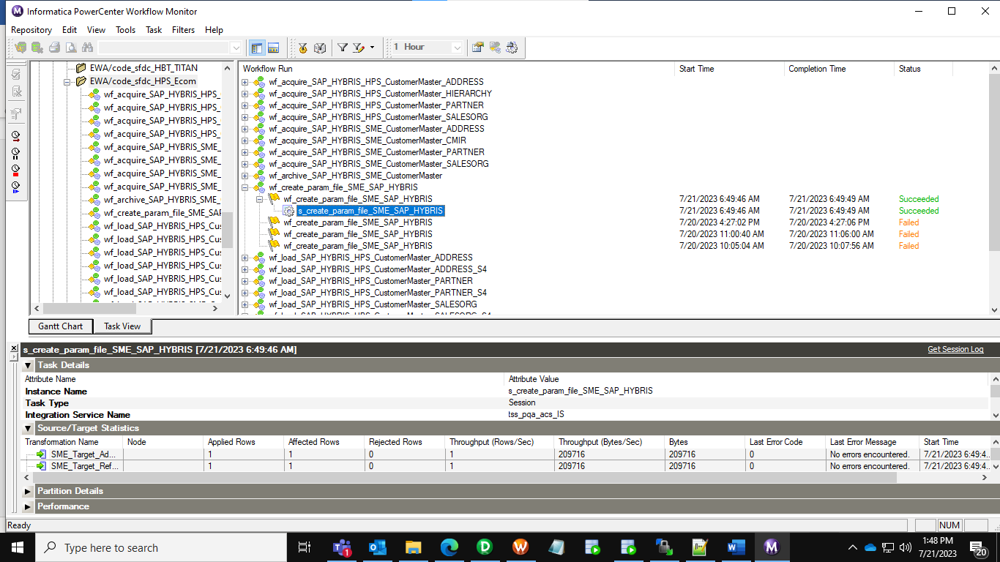 Informatica PowerCenter Workflow Monitor
Repository Edit View Tools Task Filters Help
1 Hour
EWA/code_sfdc_HBT_TITAN
EWA/code_sfdc_HPS_Ecom
wf_acquire_SAP_HYBRIS_HPS_
wf_acquire_SAP_HYBRIS_HPS_
wf_acquire_SAP_HYBRIS_HPS_
wf_acquire_SAP_HYBRIS_HPS_
wf_acquire_SAP_HYBRIS_SME_
wf_acquire_SAP_HYBRIS_SME_
wf_acquire_SAP_HYBRIS_SME_
wf_acquire_SAP_HYBRIS_SME_
wf_archive_SAP_HYBRIS_SME_
wf_create_param_file_SME_SAP
wf_load_SAP_HYBRIS_HPS_Cus
wf_load_SAP_HYBRIS_HPS_Cus
wf_load_SAP_HYBRIS_HPS_Cus
wf_load_SAP_HYBRIS_HPS_Cus
wf_load_SAP_HYBRIS_HPS_Cus
wf_load_SAP_HYBRIS_HPS_Cus
Workflow Run Start Time Completion Time Status
wf_acquire_SAP_HYBRIS_HPS_CustomerMaster_ADDRESS
wf_acquire_SAP_HYBRIS_HPS_CustomerMaster_HIERARCHY
wf_acquire_SAP_HYBRIS_HPS_CustomerMaster_PARTNER
wf_acquire_SAP_HYBRIS_HPS_CustomerMaster_SALESORG
wf_acquire_SAP_HYBRIS_SME_CustomerMaster_ADDRESS
wf_acquire_SAP_HYBRIS_SME_CustomerMaster_CMIR
wf_acquire_SAP_HYBRIS_SME_CustomerMaster_PARTNER
wf_acquire_SAP_HYBRIS_SME_CustomerMaster_SALESORG
wf_archive_SAP_HYBRIS_SME_CustomerMaster
wf_create_param_file_SME_SAP_HYBRIS
wf_create_param_file_SME_SAP_HYBRIS 7/21/2023 6:49:46 AM 7/21/2023 6:49:49 AM Succeeded
s_create_param_file_SME_SAP_HYBRIS 7/21/2023 6:49:46 AM 7/21/2023 6:49:49 AM Succeeded
wf_create_param_file_SME_SAP_HYBRIS 7/20/2023 4:27:02 PM 7/20/2023 4:27:06 PM Failed
wf_create_param_file_SME_SAP_HYBRIS 7/20/2023 11:00:40 AM 7/20/2023 11:06:00 AM Failed
wf_create_param_file_SME_SAP_HYBRIS 7/20/2023 10:05:04 AM 7/20/2023 10:07:56 AM Failed
wf_load_SAP_HYBRIS_HPS_CustomerMaster_ADDRESS
wf_load_SAP_HYBRIS_HPS_CustomerMaster_ADDRESS_S4
wf_load_SAP_HYBRIS_HPS_CustomerMaster_PARTNER
wf_load_SAP_HYBRIS_HPS_CustomerMaster_PARTNER_S4
wf_load_SAP_HYBRIS_HPS_CustomerMaster_SALESORG
wf_load_SAP_HYBRIS_HPS_CustomerMaster_SALESORG_S4
Gantt Chart Task View
s_create_param_file_SME_SAP_HYBRIS [7/21/2023 6:49:46 AM] Get Session Log
Task Details
Attribute Name Attribute Value
Instance Name s_create_param_file_SME_SAP_HYBRIS
Task Type Session
Integration Service Name tss_pqa_acs_IS
Source/Target Statistics
Transformation Name Node Applied Rows Affected Rows Rejected Rows Throughput (Rows/Sec) Throughput (Bytes/Sec) Bytes Last Error Code Last Error Message Start Time
SME_Target_Ad... 1 1 0 1 209716 209716 0 No errors encountered. 7/21/2023 6:49:4..
SME_Target_Ref... 1 1 0 1 209716 209716 0 No errors encountered. 7/21/2023 6:49:4..
Partition Details
Performance
Ready NUM
Type here to search
1
1:48 PM
7/21/2023
20